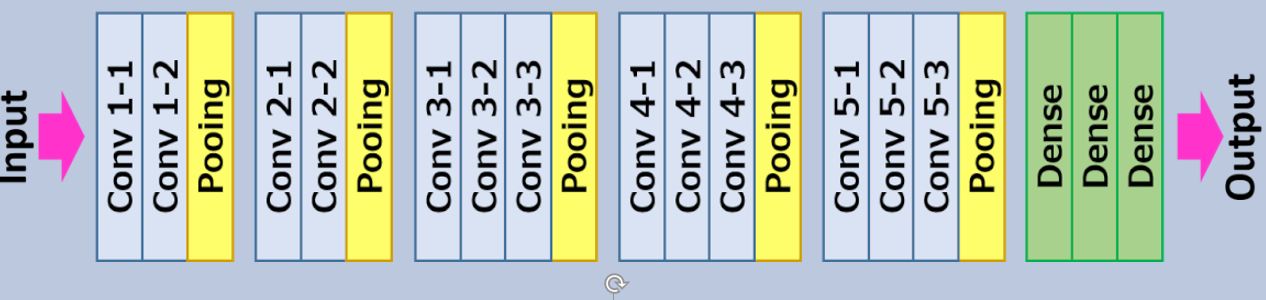 Input
Conv 1-1
Conv 1-2
Pooing
Conv 2-1
Conv 2-2
Pooing
Conv 3-1
Conv 3-2
Conv 3-3
Pooing
Conv 4-1
Conv 4-2
Conv 4-3
Pooing
Conv 5-1
Conv 5-2
Conv 5-3
Pooing
Dense
Dense
Dense
Output